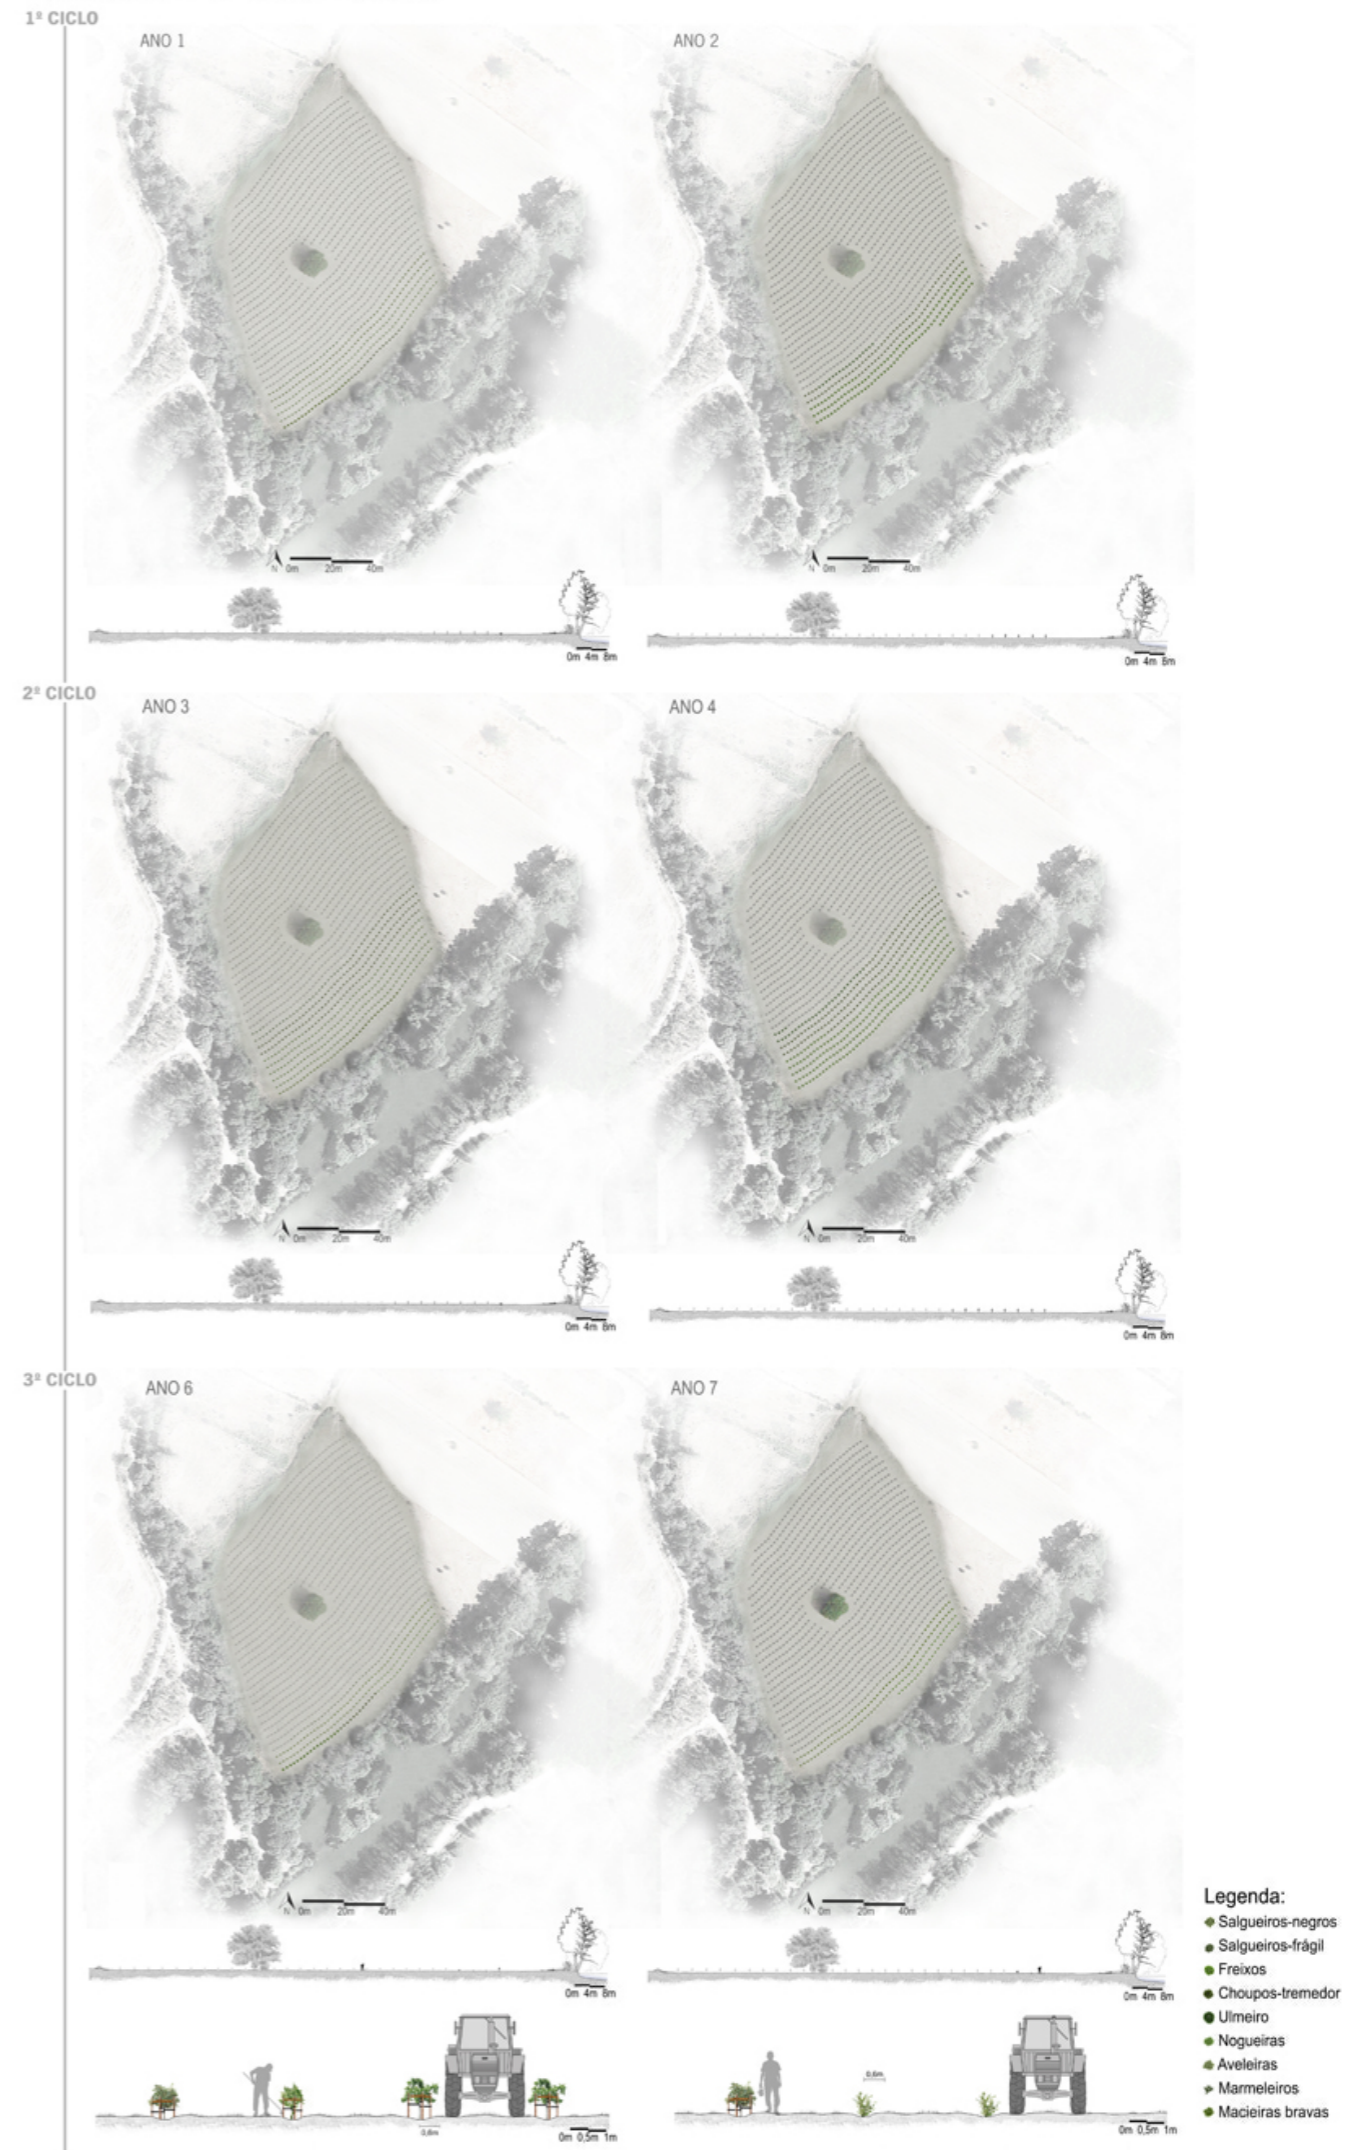 1º CICLO
ANO 1
ANO 2
N 0m 20m 40m
N 0m 20m 40m
0m 4m 8m
0m 4m 8m
2º CICLO
ANO 3
ANO 4
N 0m 20m 40m
N 0m 20m 40m
0m 4m 8m
0m 4m 8m
3º CICLO
ANO 6
ANO 7
N 0m 20m 40m
N 0m 20m 40m
0m 4m 8m
0m 4m 8m
Legenda:
Salgueiros-negros
Salgueiros-frágil
Freixos
Choupos-tremedor
Ulmeiro
Nogueiras
Aveleiras
Marmeleiros
Macieiras bravas
0,6m
0,6m
0m 0,5m 1m
0m 0,5m 1m